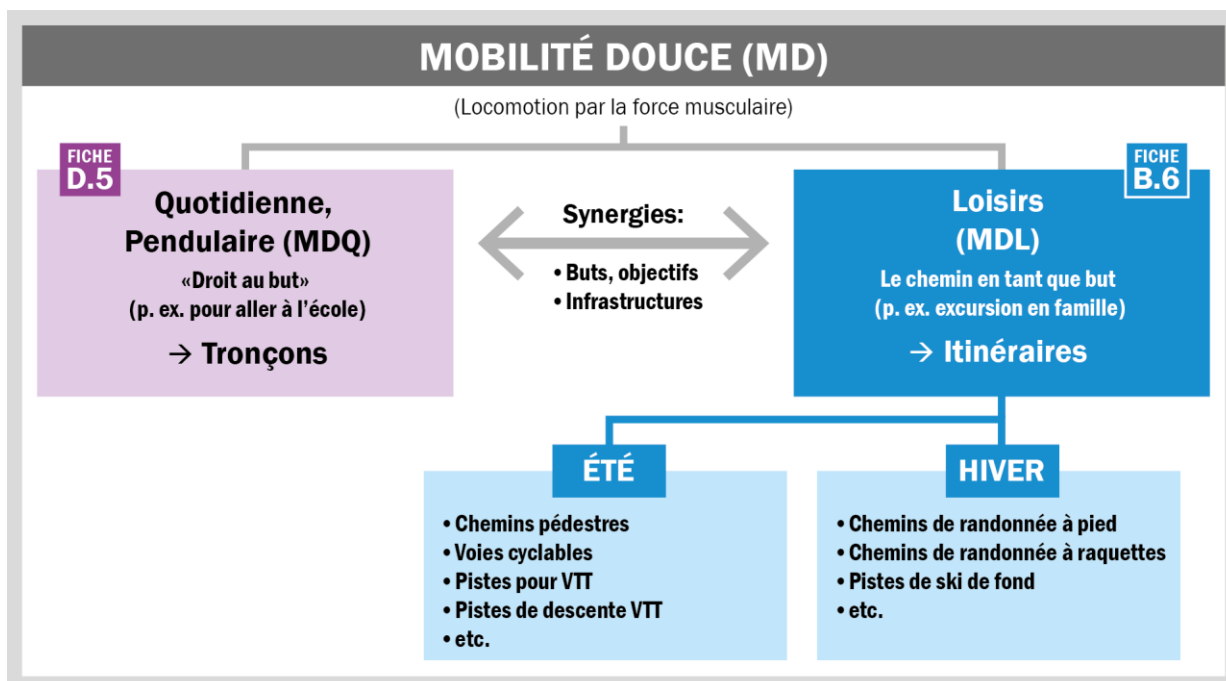 MOBILITÉ DOUCE (MD)
(Locomotion par la force musculaire)
FICHE
D.5
Quotidienne,
Pendulaire (MDQ)
«Droit au but»
(p. ex. pour aller à l'école)
→ Tronçons
Synergies:
• Buts, objectifs
• Infrastructures
FICHE
B.6
Loisirs
(MDL)
Le chemin en tant que but
(p. ex. excursion en famille)
→ Itinéraires
ÉTÉ
• Chemins pédestres
• Voies cyclables
• Pistes pour VTT
• Pistes de descente VTT
• etc.
HIVER
• Chemins de randonnée à pied
• Chemins de randonnée à raquettes
• Pistes de ski de fond
• etc.